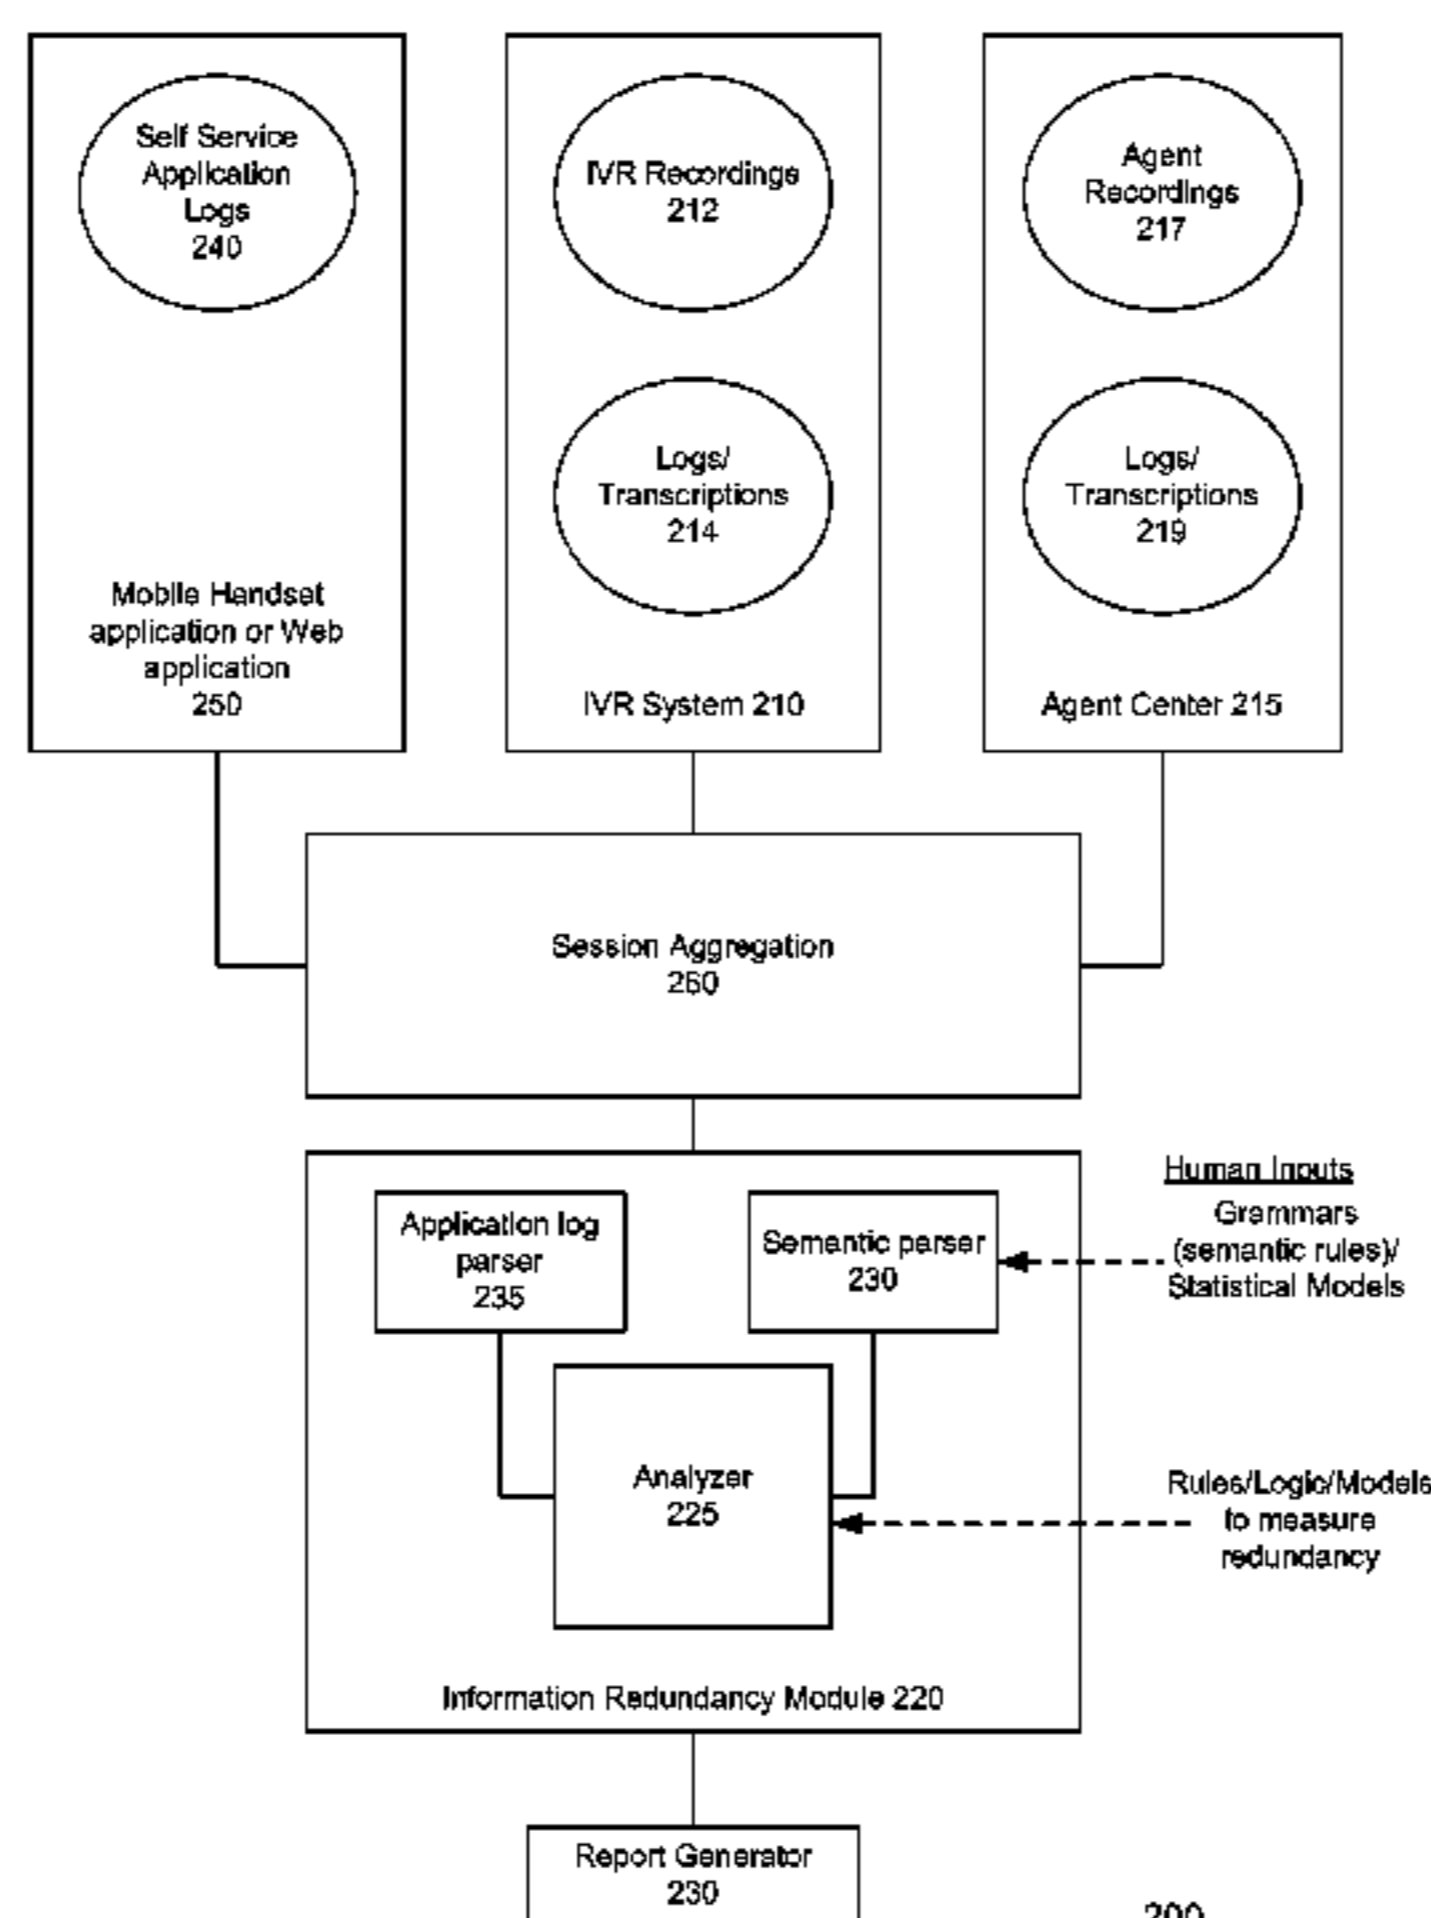 Self Service
Application
Logs
240
Mobile Handset
application or Web
application
250
IVR Recordings
212
Logs/
Transcriptions
214
IVR System 210
Agent
Recordings
217
Logs/
Transcriptions
219
Agent Center 215
Session Aggregation
260
Application log
parser
235
Semantic parser
230
Human Inputs
Grammars
(semantic rules)/
Statistical Models
Analyzer
225
Rules/Logic/Models
to measure
redundancy
Information Redundancy Module 220
Report Generator
230
200